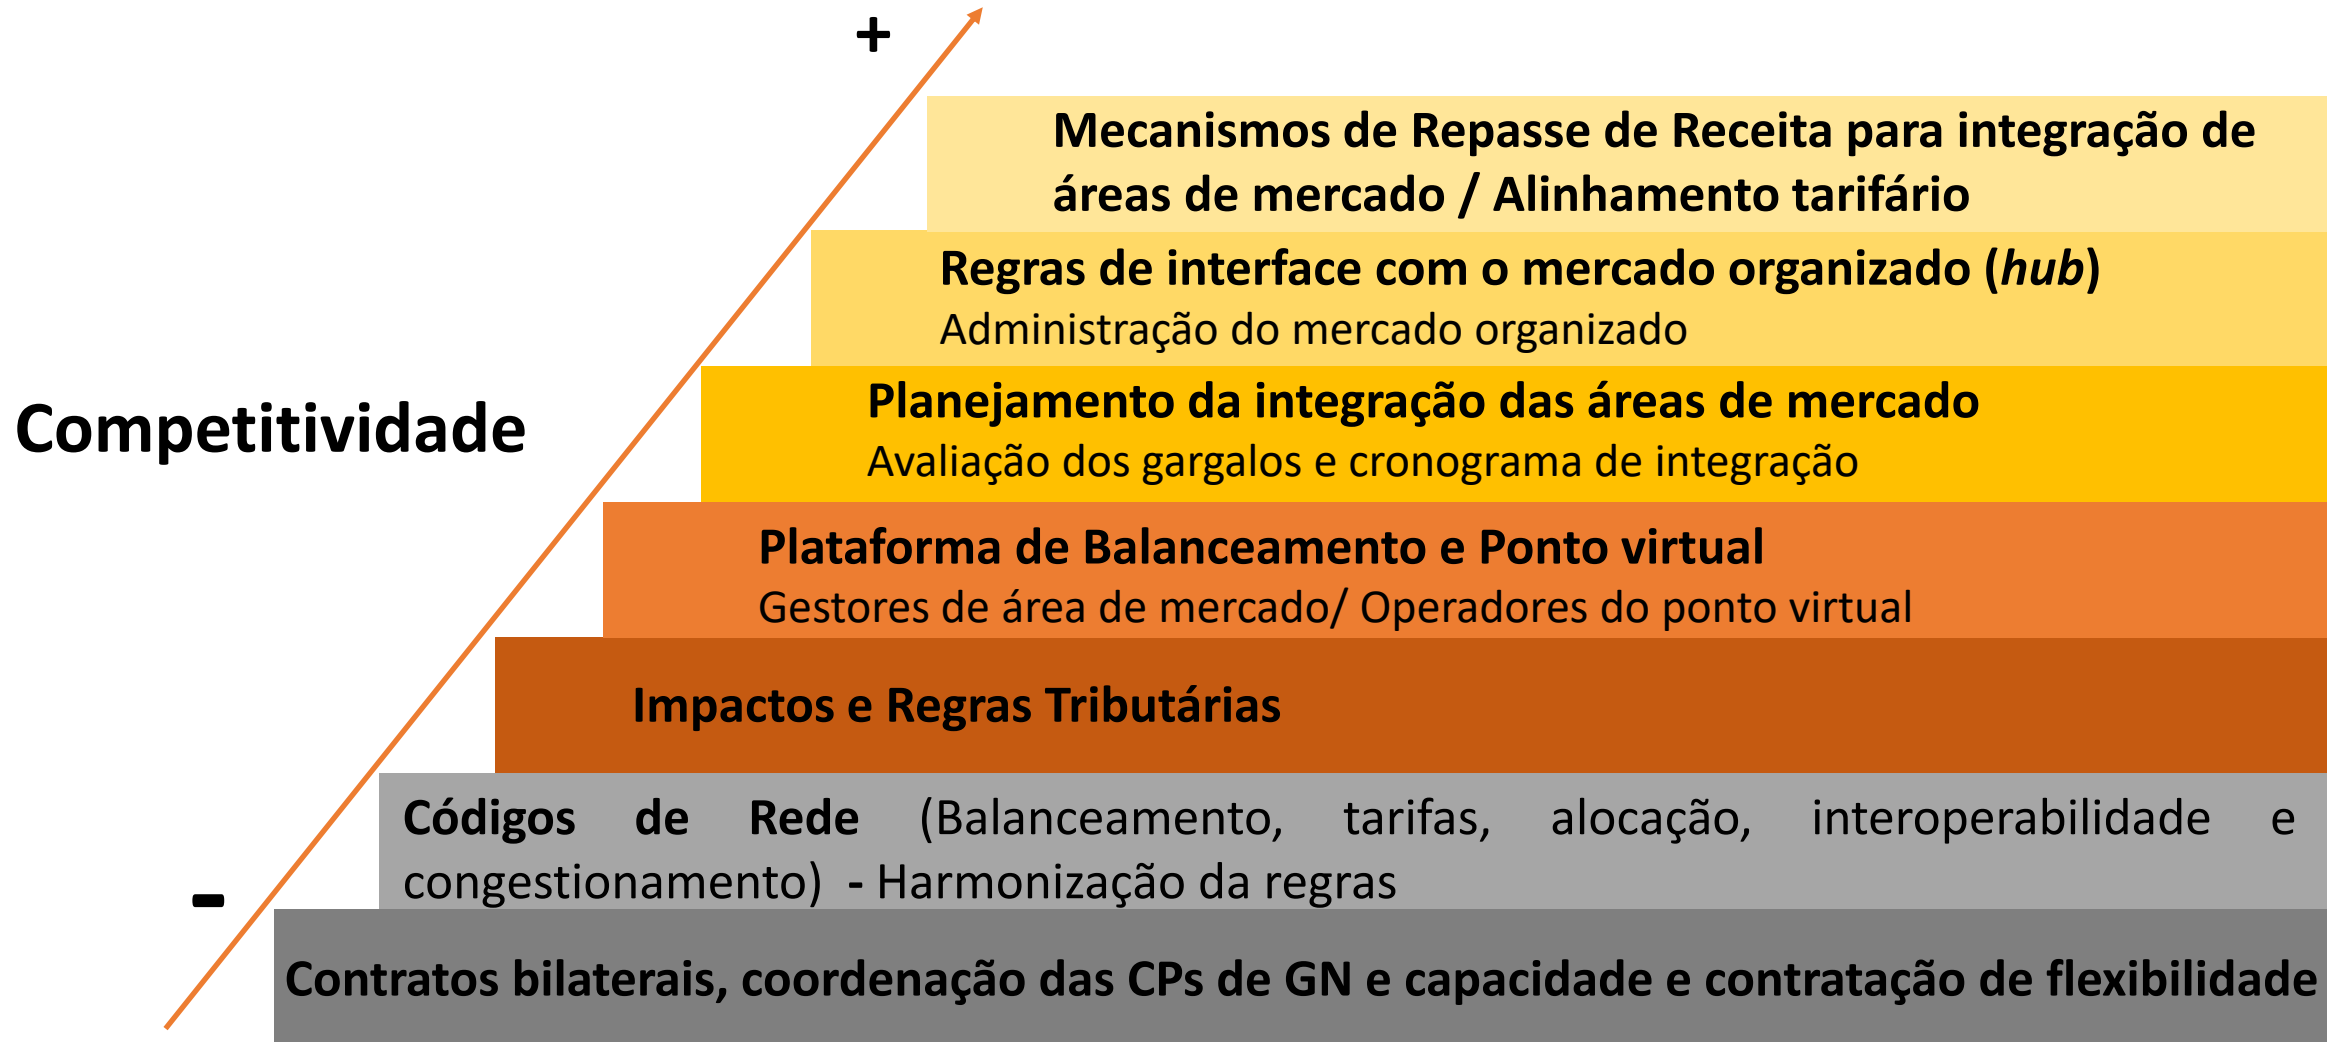 +
Mecanismos de Repasse de Receita para integração de
áreas de mercado / Alinhamento tarifário
Regras de interface com o mercado organizado (hub)
Administração do mercado organizado
Competitividade
Planejamento da integração das áreas de mercado
Avaliação dos gargalos e cronograma de integração
Plataforma de Balanceamento e Ponto virtual
Gestores de área de mercado/ Operadores do ponto virtual
Impactos e Regras Tributárias
Códigos de Rede (Balanceamento, tarifas, alocação, interoperabilidade e
congestionamento) - Harmonização da regras
-
Contratos bilaterais, coordenação das CPs de GN e capacidade e contratação de flexibilidade